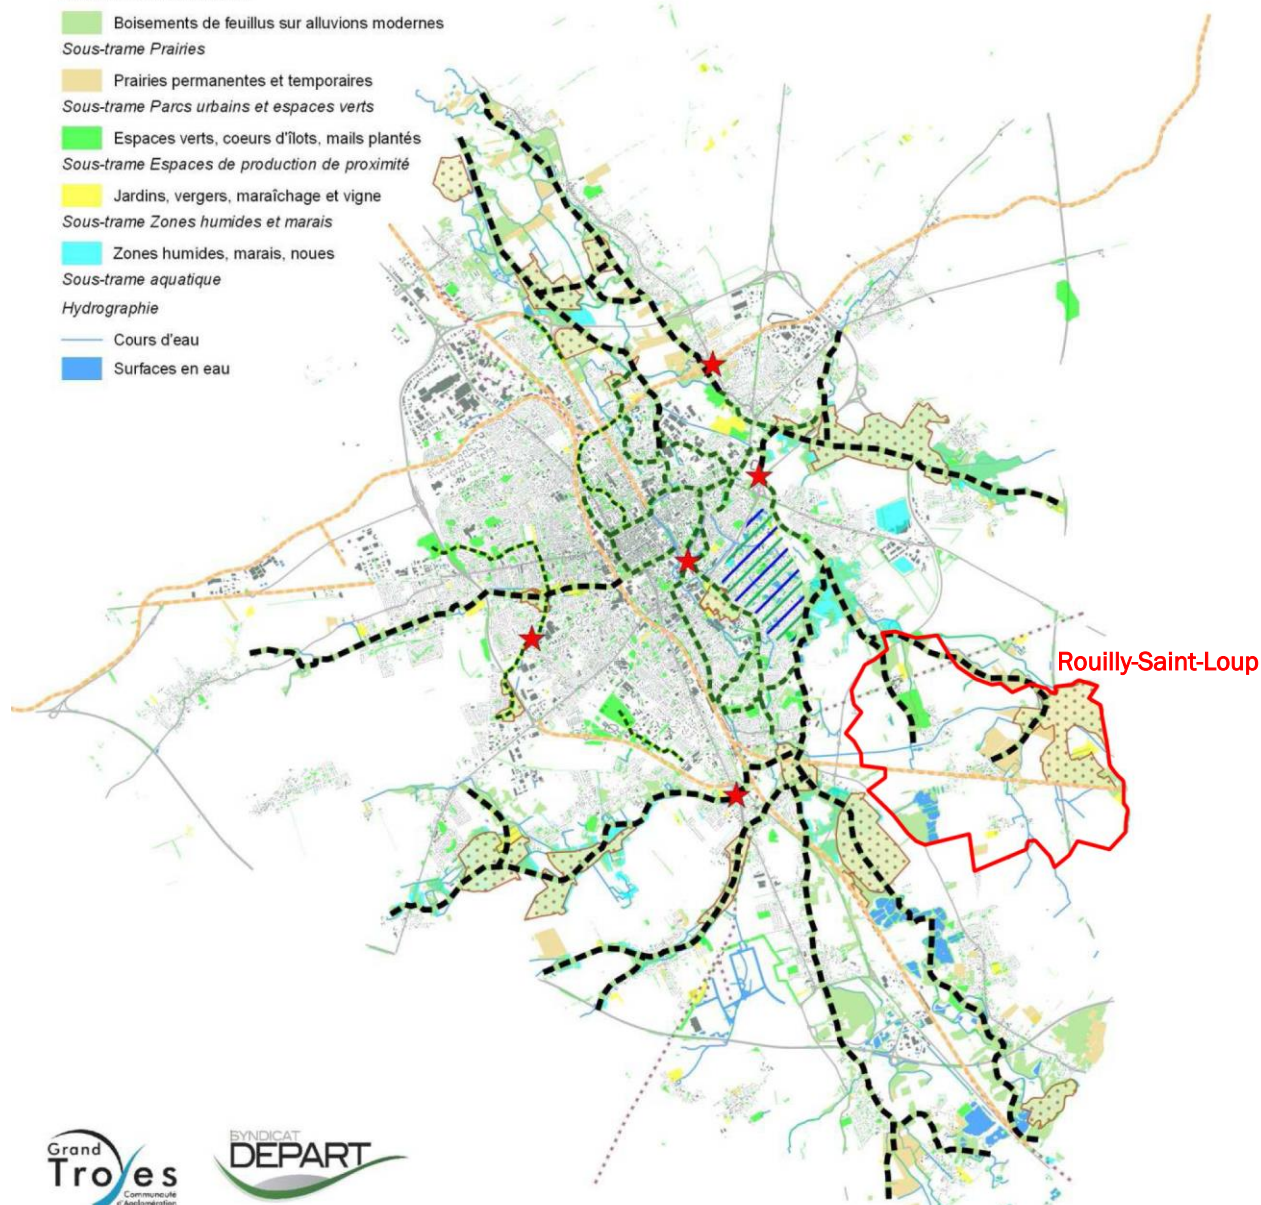 Boisements de feuillus sur alluvions modernes
Sous-trame Prairies
Prairies permanentes et temporaires
Sous-trame Parcs urbains et espaces verts
Espaces verts, coeurs d'îlots, mails plantés
Sous-trame Espaces de production de proximité
Jardins, vergers, maraîchage et vigne
Sous-trame Zones humides et marais
Zones humides, marais, noues
Sous-trame aquatique
Hydrographie
Cours d'eau
Surfaces en eau
Rouilly-Saint-Loup
Grand
Troyes
Communauté
d'Agglomération
SYNDICAT
DEPART